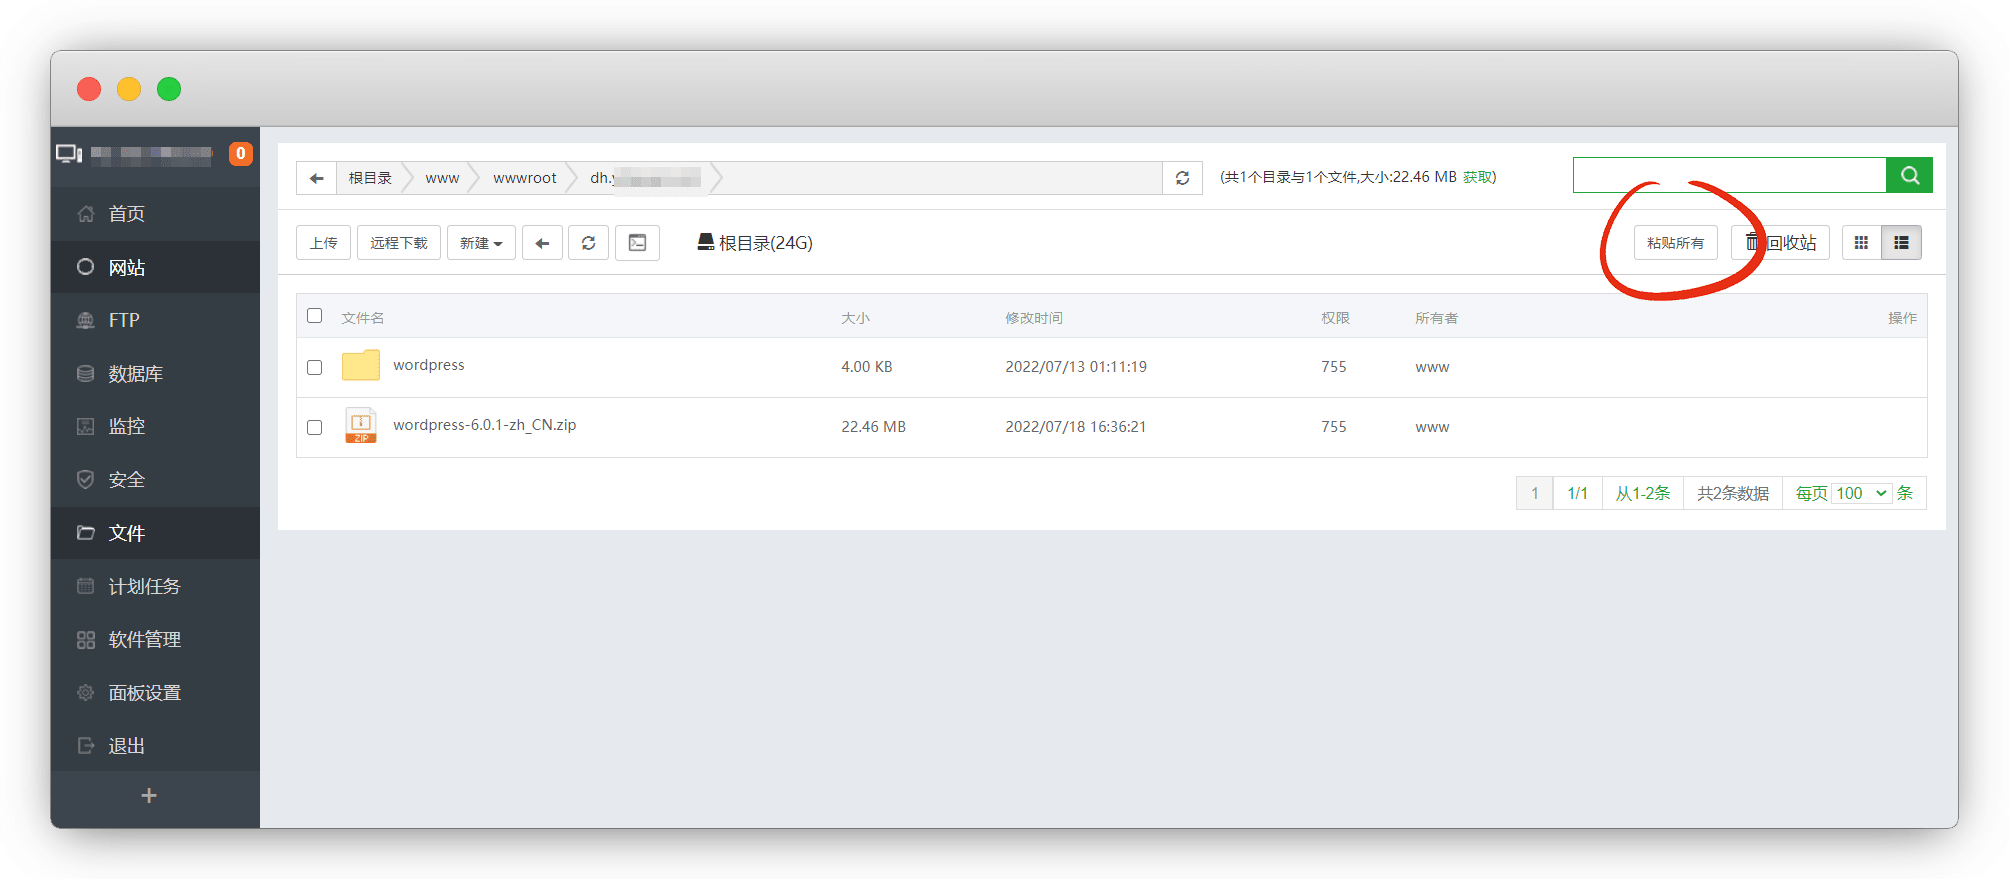 0
首页
网站
FTP
数据库
监控
安全
文件
计划任务
软件管理
面板设置
退出
+
根目录 www wwwroot dh. (共1个目录与1个文件,大小:22.46 MB 获取)
上传 远程下载 新建 根目录(24G) 粘贴所有 回收站
文件名 大小 修改时间 权限 所有者 操作
wordpress 4.00 KB 2022/07/13 01:11:19 755 www
ZIP wordpress-6.0.1-zh_CN.zip 22.46 MB 2022/07/18 16:36:21 755 www
1 1/1 从1-2条 共2条数据 每页 100 条